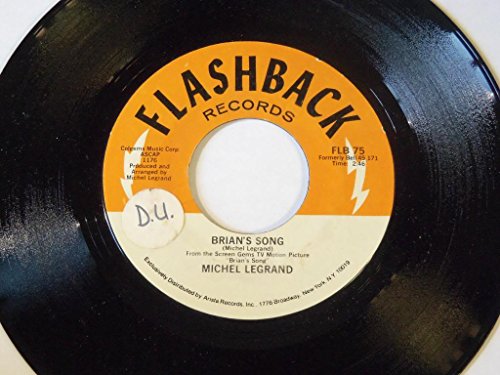 FLASHBACK
RECORDS
Colgems Music Corp.
ASCAP
1176
Produced and
Arranged by
Michel Legrand
FLB 75
Formerly Bell 45,171
Time: 2:46
D.U.
BRIAN'S SONG
(Michel Legrand)
From the Screen Gems TV Motion Picture
"Brian's Song"
MICHEL LEGRAND
Exclusively Distributed by Arista Records, Inc., 1776 Broadway, New York, N.Y. 10019